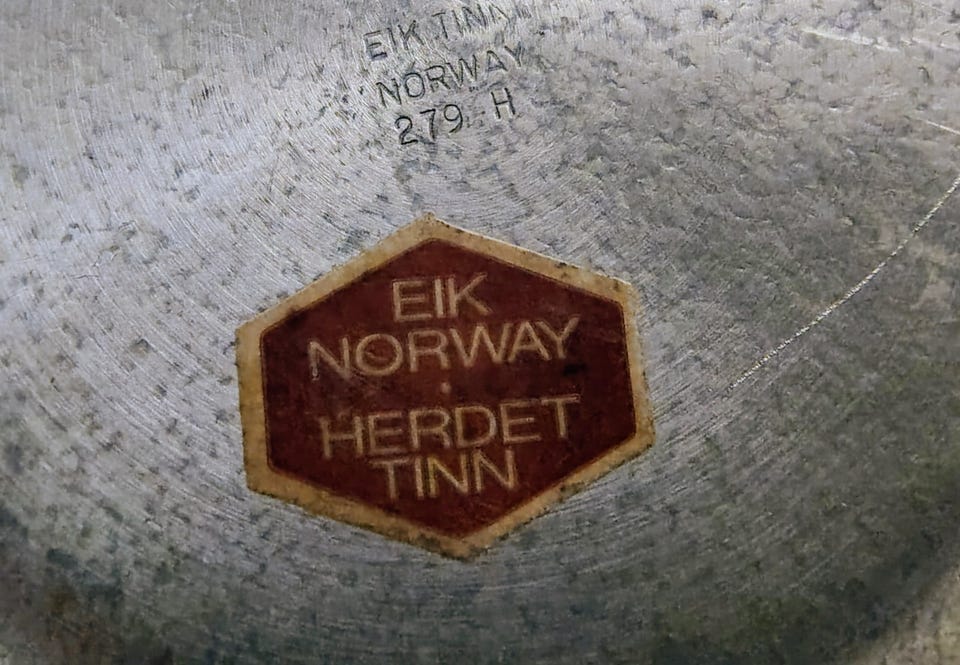 EIK TINN
NORWAY
279 H
EIK
NORWAY
HERDET
TINN